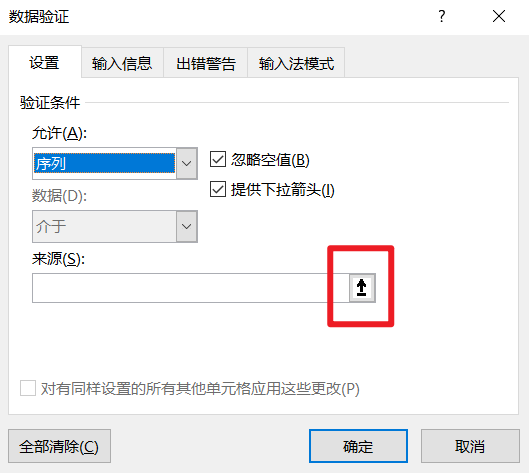 数据验证
?
设置 输入信息 出错警告 输入法模式
验证条件
允许(A):
序列
忽略空值(B)
数据(D):
提供下拉箭头(I)
介于
来源(S):
对有同样设置的所有其他单元格应用这些更改(P)
全部清除(C) 确定 取消